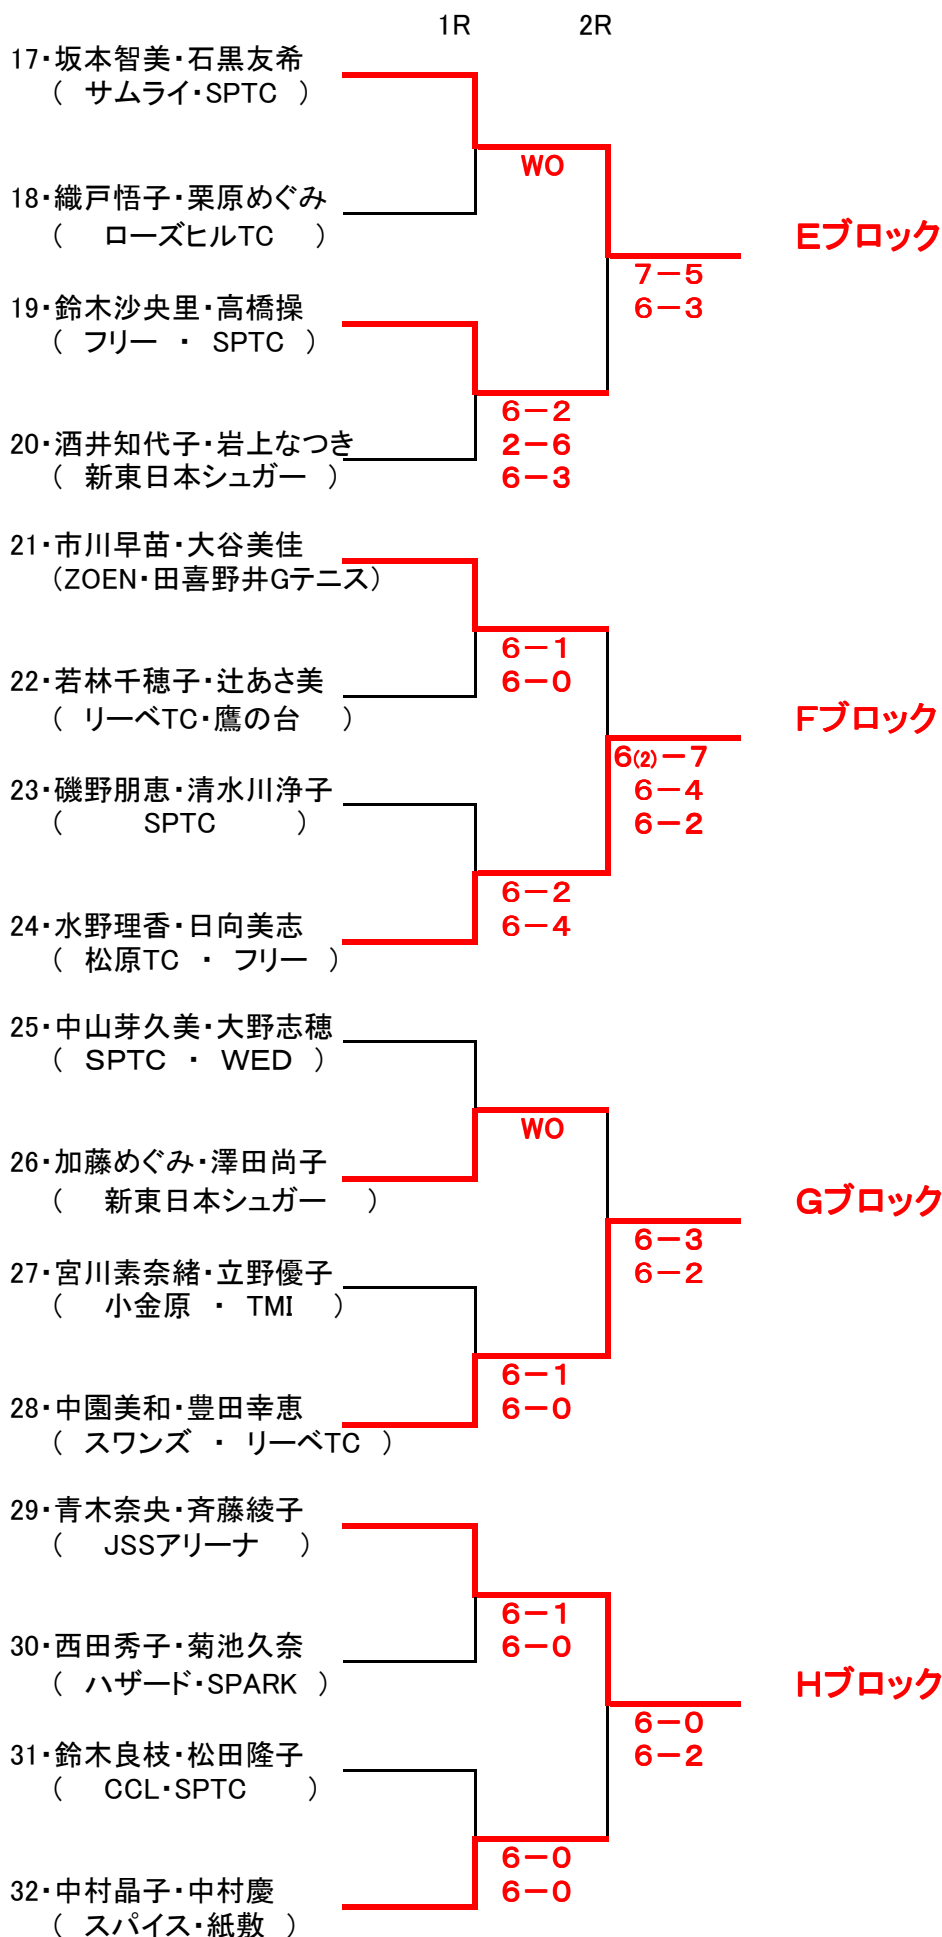 1R 2R
17・坂本智美・石黒友希
（ サムライ・SPTC ）
WO
18・織戸悟子・栗原めぐみ
（ ローズヒルTC ）
Eブロック
7－5
6－3
19・鈴木沙央里・高橋操
（ フリー ・ SPTC ）
6－2
2－6
6－3
20・酒井知代子・岩上なつき
（ 新東日本シュガー ）
21・市川早苗・大谷美佳
（ZOEN・田喜野井Gテニス）
6－1
6－0
22・若林千穂子・辻あさ美
（ リーベTC・鷹の台 ）
Fブロック
6(2)－7
6－4
6－2
23・磯野朋恵・清水川浄子
（ SPTC ）
6－2
6－4
24・水野理香・日向美志
（ 松原TC ・ フリー ）
25・中山芽久美・大野志穂
（ SPTC ・ WED ）
WO
26・加藤めぐみ・澤田尚子
（ 新東日本シュガー ）
Gブロック
6－3
6－2
27・宮川素奈緒・立野優子
（ 小金原 ・ TMI ）
6－1
6－0
28・中園美和・豊田幸恵
（ スワンズ ・ リーベTC ）
29・青木奈央・斉藤綾子
（ JSSアリーナ ）
6－1
6－0
30・西田秀子・菊池久奈
（ ハザード・SPARK ）
Hブロック
6－0
6－2
31・鈴木良枝・松田隆子
（ CCL・SPTC ）
6－0
6－0
32・中村晶子・中村慶
（ スパイス・紙敷 ）